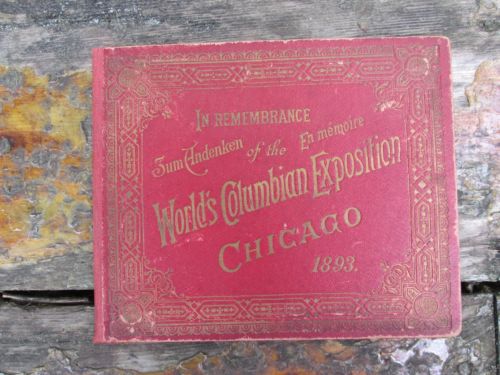 IN REMEMBRANCE
Zum Andenken of the En mémoire
World's Columbian Exposition
CHICAGO
1893.